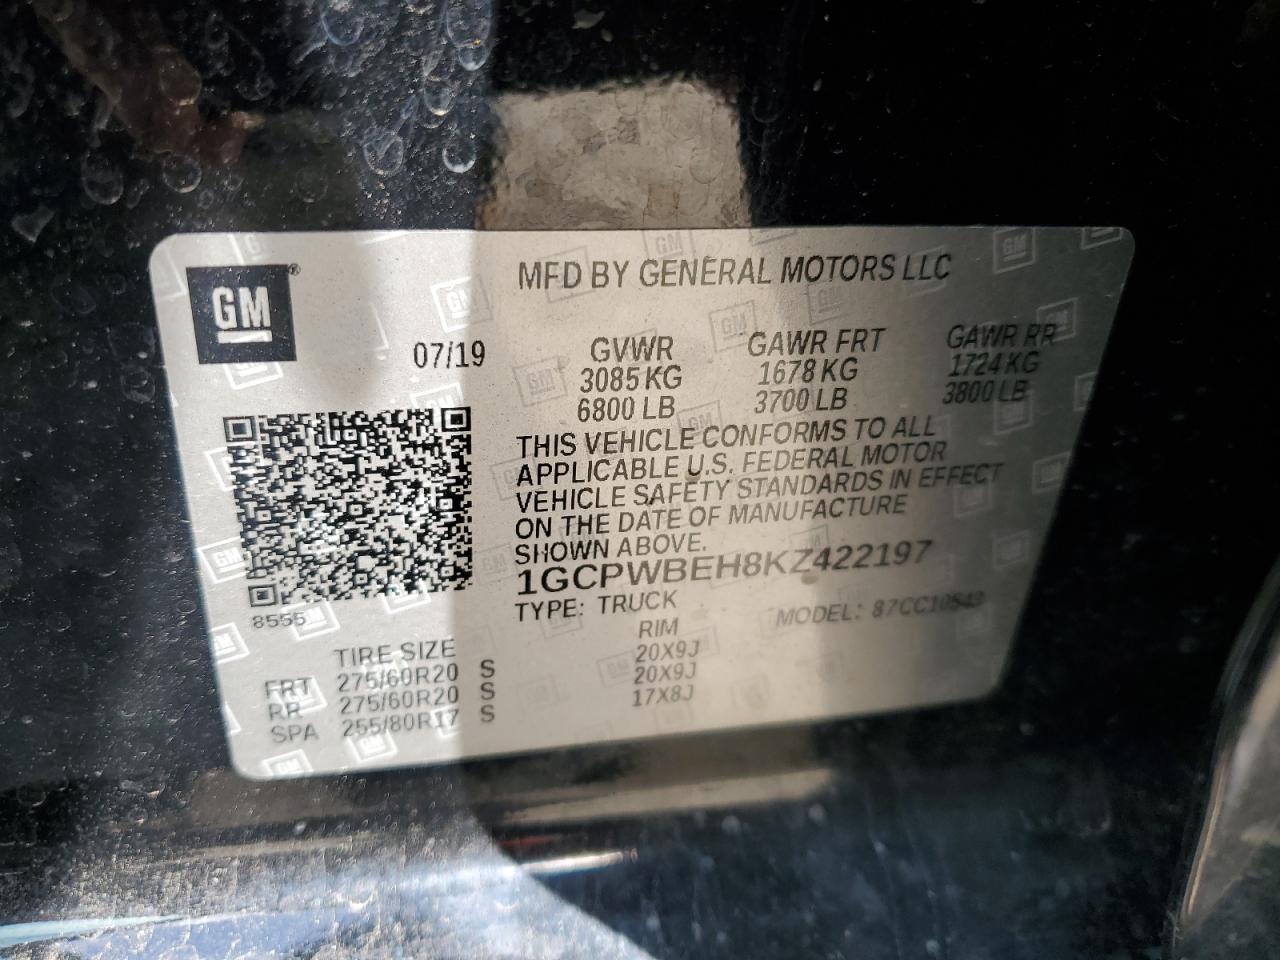 GM
MFD BY GENERAL MOTORS LLC
07/19
GVWR GAWR FRT GAWR RR
3085 KG 1678 KG 1724 KG
6800 LB 3700 LB 3800 LB
THIS VEHICLE CONFORMS TO ALL
APPLICABLE U.S. FEDERAL MOTOR
VEHICLE SAFETY STANDARDS IN EFFECT
ON THE DATE OF MANUFACTURE
SHOWN ABOVE.
1GCPWBEH8KZ422197
8555
TYPE: TRUCK MODEL: 87CC10543
TIRE SIZE RIM
FRT 275/60R20 S 20X9J
RR 275/60R20 S 20X9J
SPA 255/80R17 S 17X8J